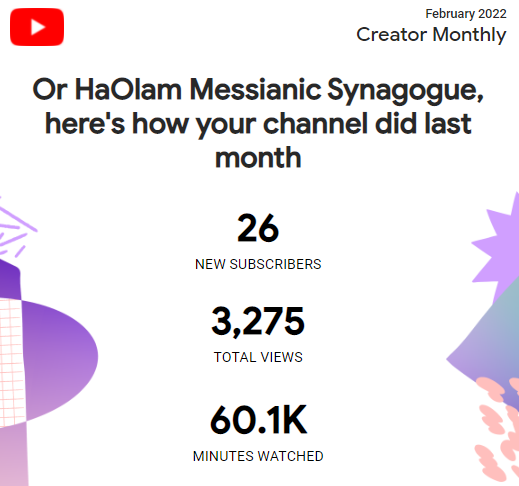 February 2022
Creator Monthly
Or HaOlam Messianic Synagogue,
here's how your channel did last
month
26
NEW SUBSCRIBERS
3,275
TOTAL VIEWS
60.1K
MINUTES WATCHED